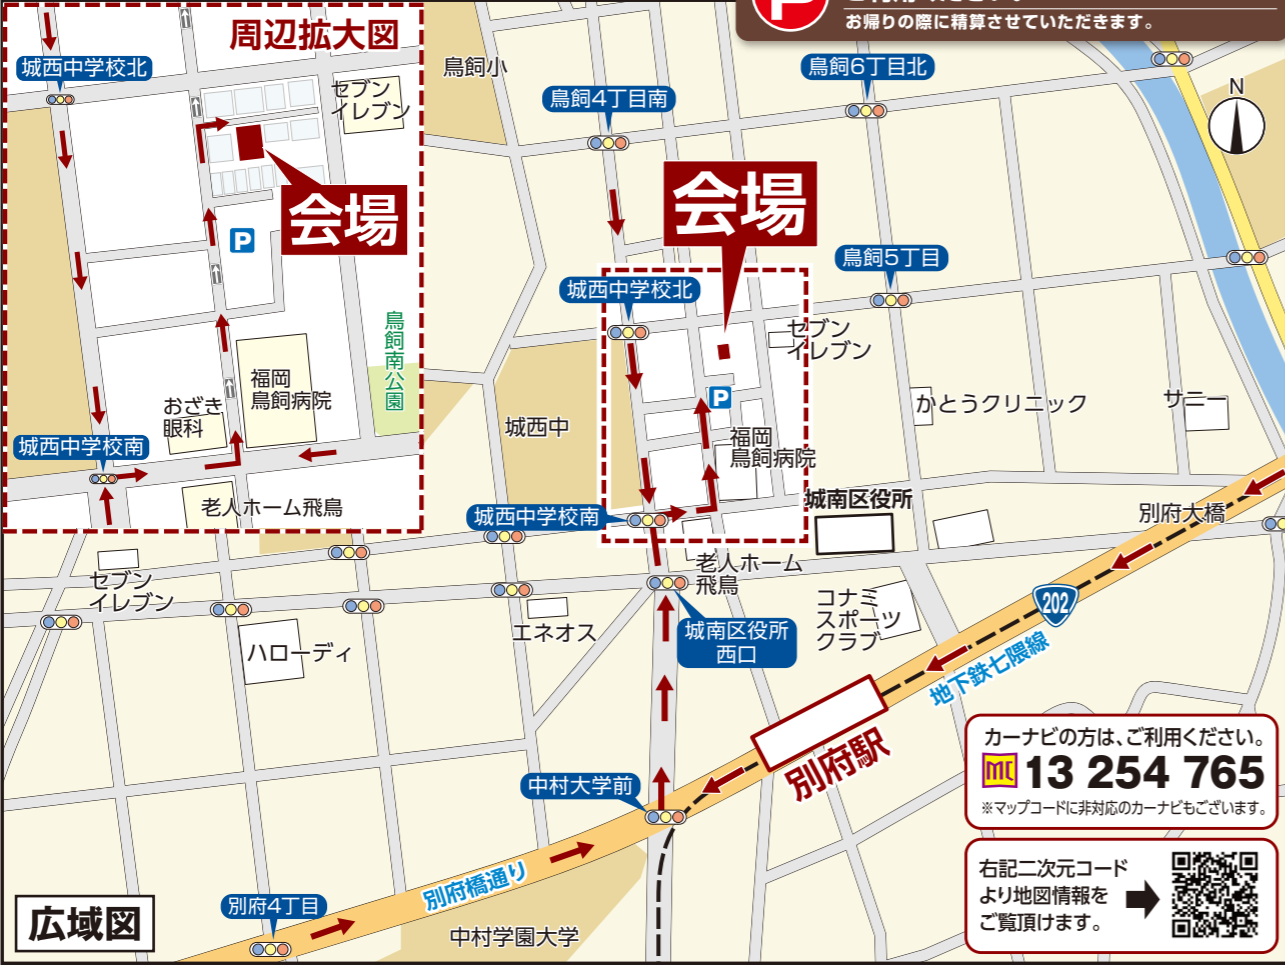 お帰りの際に精算させていただきます。
周辺拡大図
城西中学校北
セブン
イレブン
会場
P
鳥飼南公園
福岡
鳥飼病院
おざき
眼科
城西中学校南
老人ホーム飛鳥
鳥飼小
鳥飼4丁目南
鳥飼6丁目北
N
会場
鳥飼5丁目
城西中学校北
セブン
イレブン
P
城西中
福岡
鳥飼病院
かとうクリニック
サニー
城西中学校南
城南区役所
別府大橋
老人ホーム
飛鳥
セブン
イレブン
ハローディ
エネオス
城南区役所
西口
コナミ
スポーツ
クラブ
202
地下鉄七隈線
別府駅
中村大学前
別府橋通り
別府4丁目
中村学園大学
広域図
カーナビの方は、ご利用ください。
MC 13 254 765
※マップコードに非対応のカーナビもございます。
右記二次元コード
より地図情報を
ご覧頂けます。